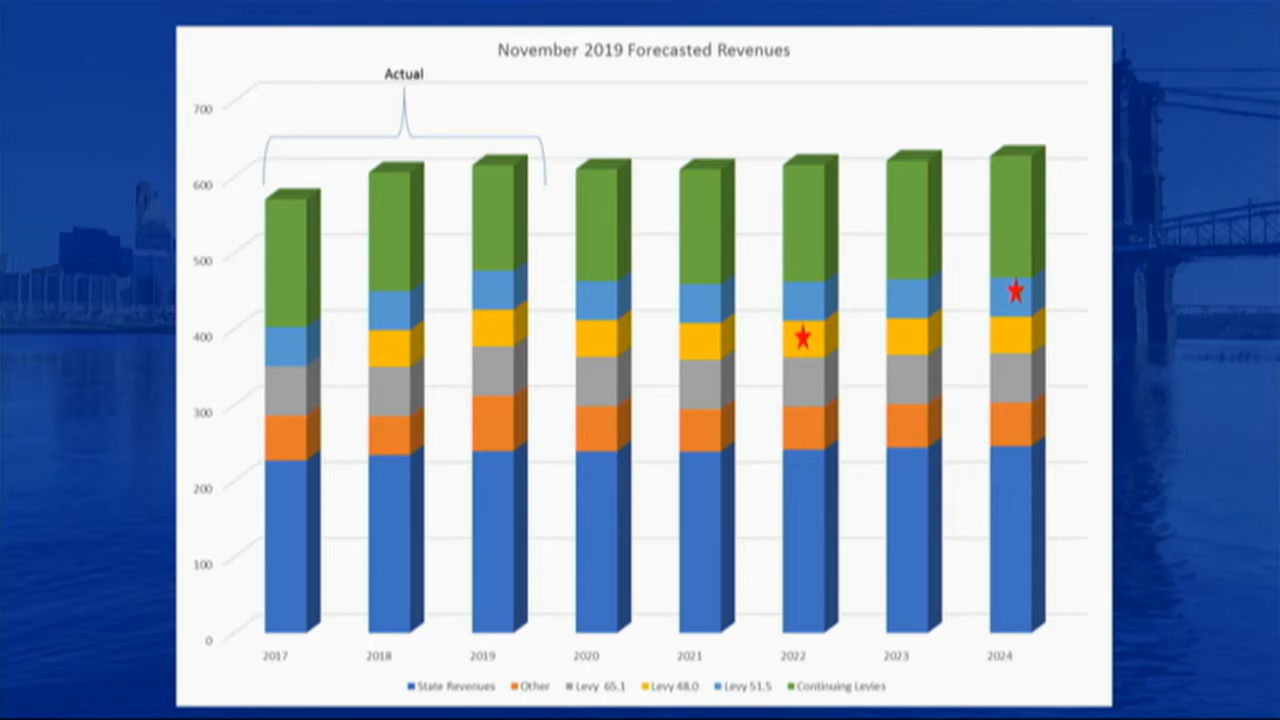 November 2019 Forecasted Revenues
Actual
700
600
500
400
300
200
100
0
2017 2018 2019 2020 2021 2022 2023 2024
State Revenues Other Levy 65.1 Levy 48.0 Levy 51.5 Continuing Levies